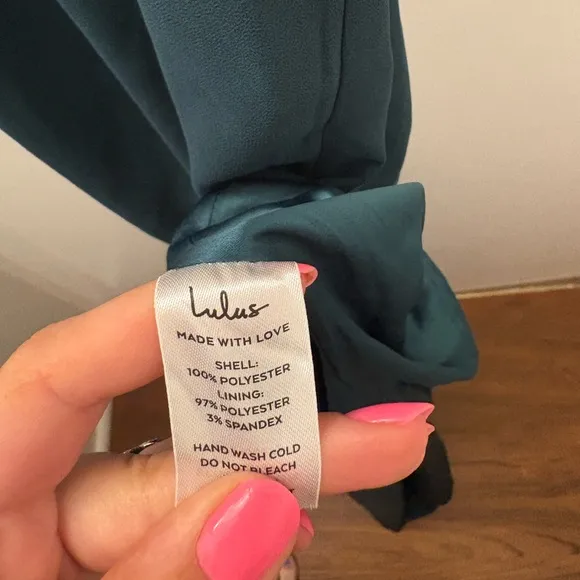 Lulus
MADE WITH LOVE
SHELL:
100% POLYESTER
LINING:
97% POLYESTER
3% SPANDEX
HAND WASH COLD
DO NOT BLEACH